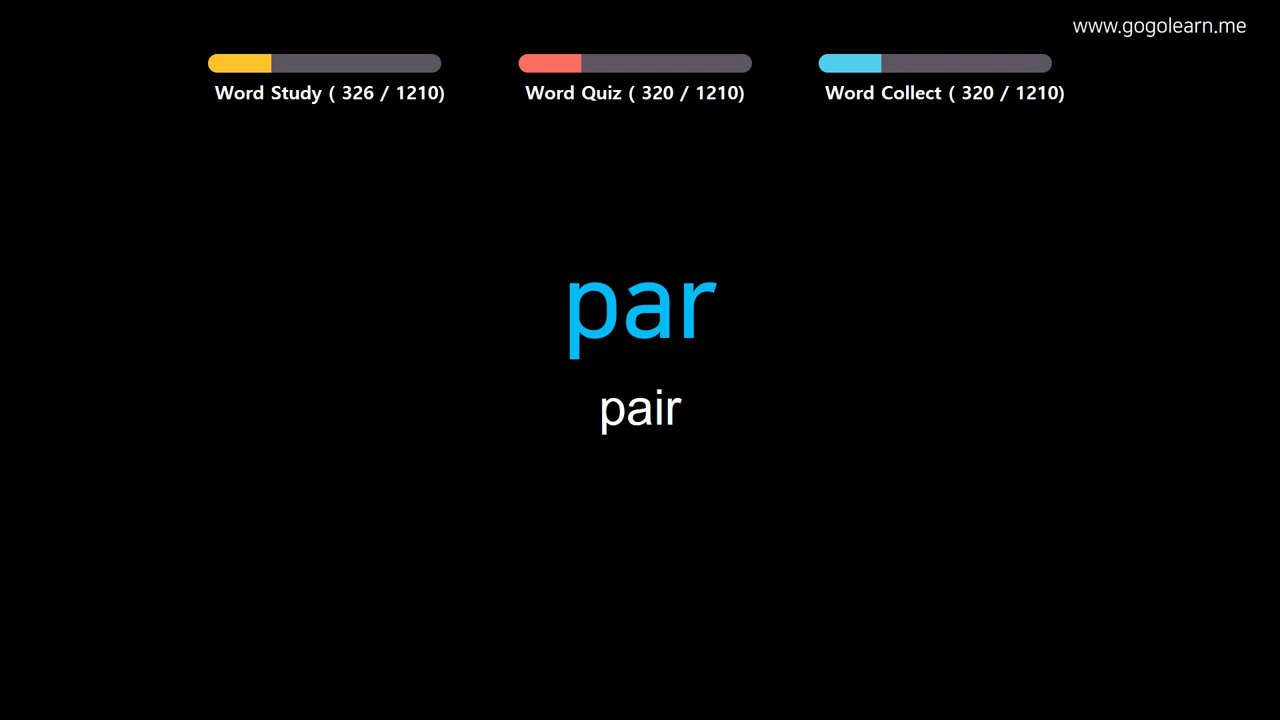 www.gogolearn.me
Word Study ( 326 / 1210)
Word Quiz ( 320 / 1210)
Word Collect ( 320 / 1210)
par
pair